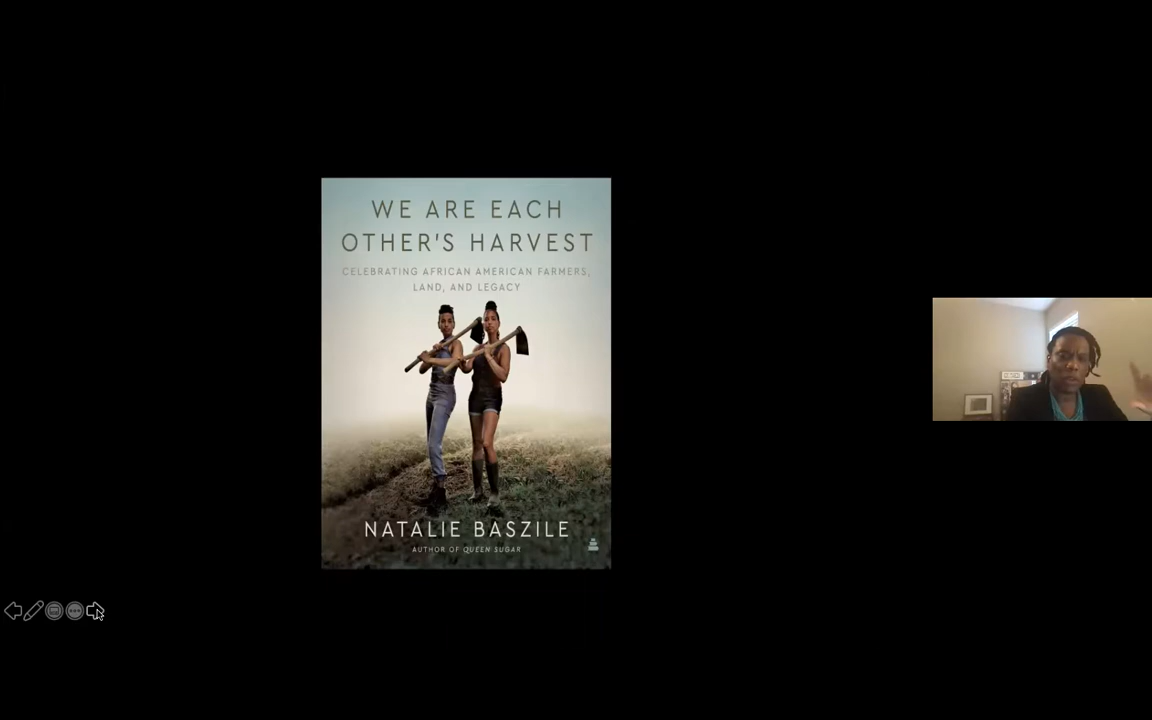 WE ARE EACH
OTHER'S HARVEST
CELEBRATING AFRICAN AMERICAN FARMERS,
LAND, AND LEGACY
NATALIE BASZILE
AUTHOR OF QUEEN SUGAR